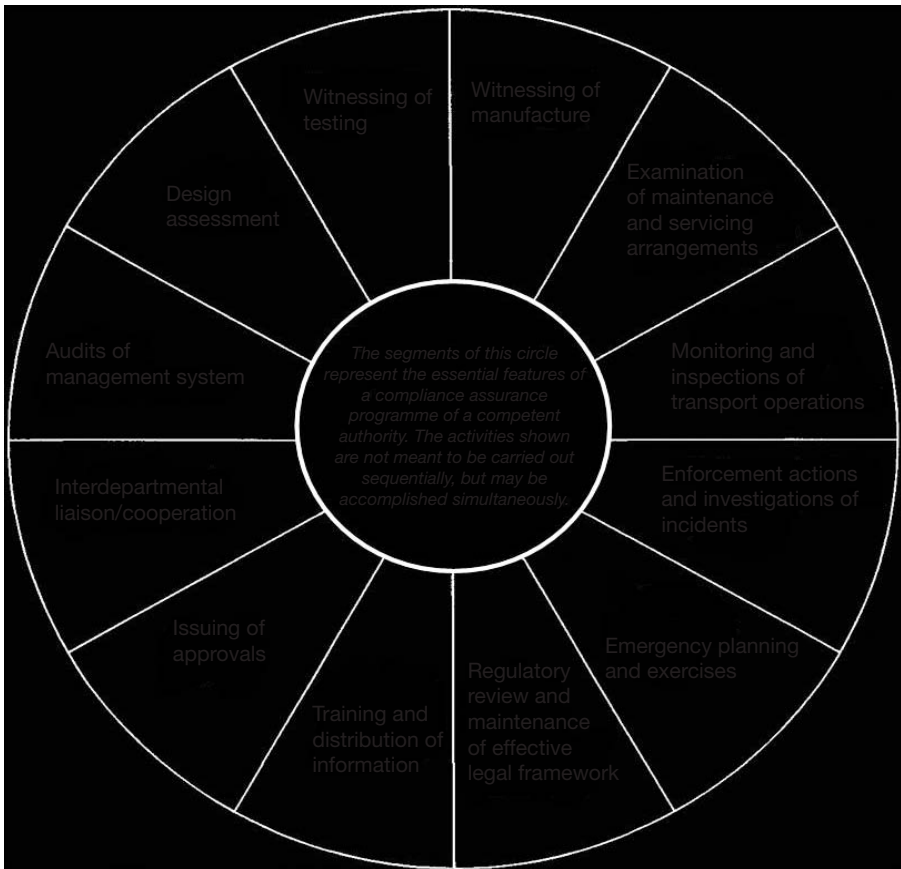 Witnessing of
testing
Witnessing of
manufacture
Examination
of maintenance
and servicing
arrangements
Monitoring and
inspections of
transport operations
Enforcement actions
and investigations of
incidents
Emergency planning
and exercises
Regulatory
review and
maintenance
of effective
legal framework
Training and
distribution of
information
Issuing of
approvals
Interdepartmental
liaison/cooperation
Audits of
management system
Design
assessment
The segments of this circle
represent the essential features of
a compliance assurance
programme of a competent
authority. The activities shown
are not meant to be carried out
sequentially, but may be
accomplished simultaneously.